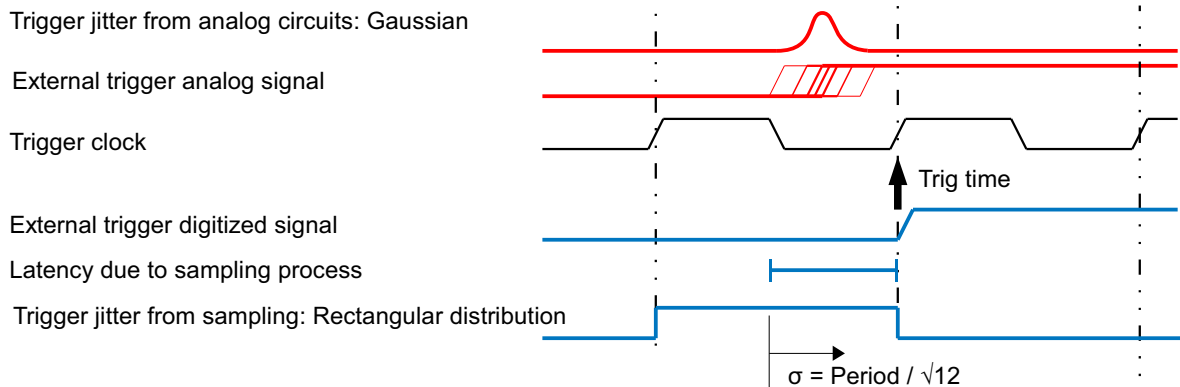 Trigger jitter from analog circuits: Gaussian
External trigger analog signal
Trigger clock
Trig time
External trigger digitized signal
Latency due to sampling process
Trigger jitter from sampling: Rectangular distribution
σ = Period / √12